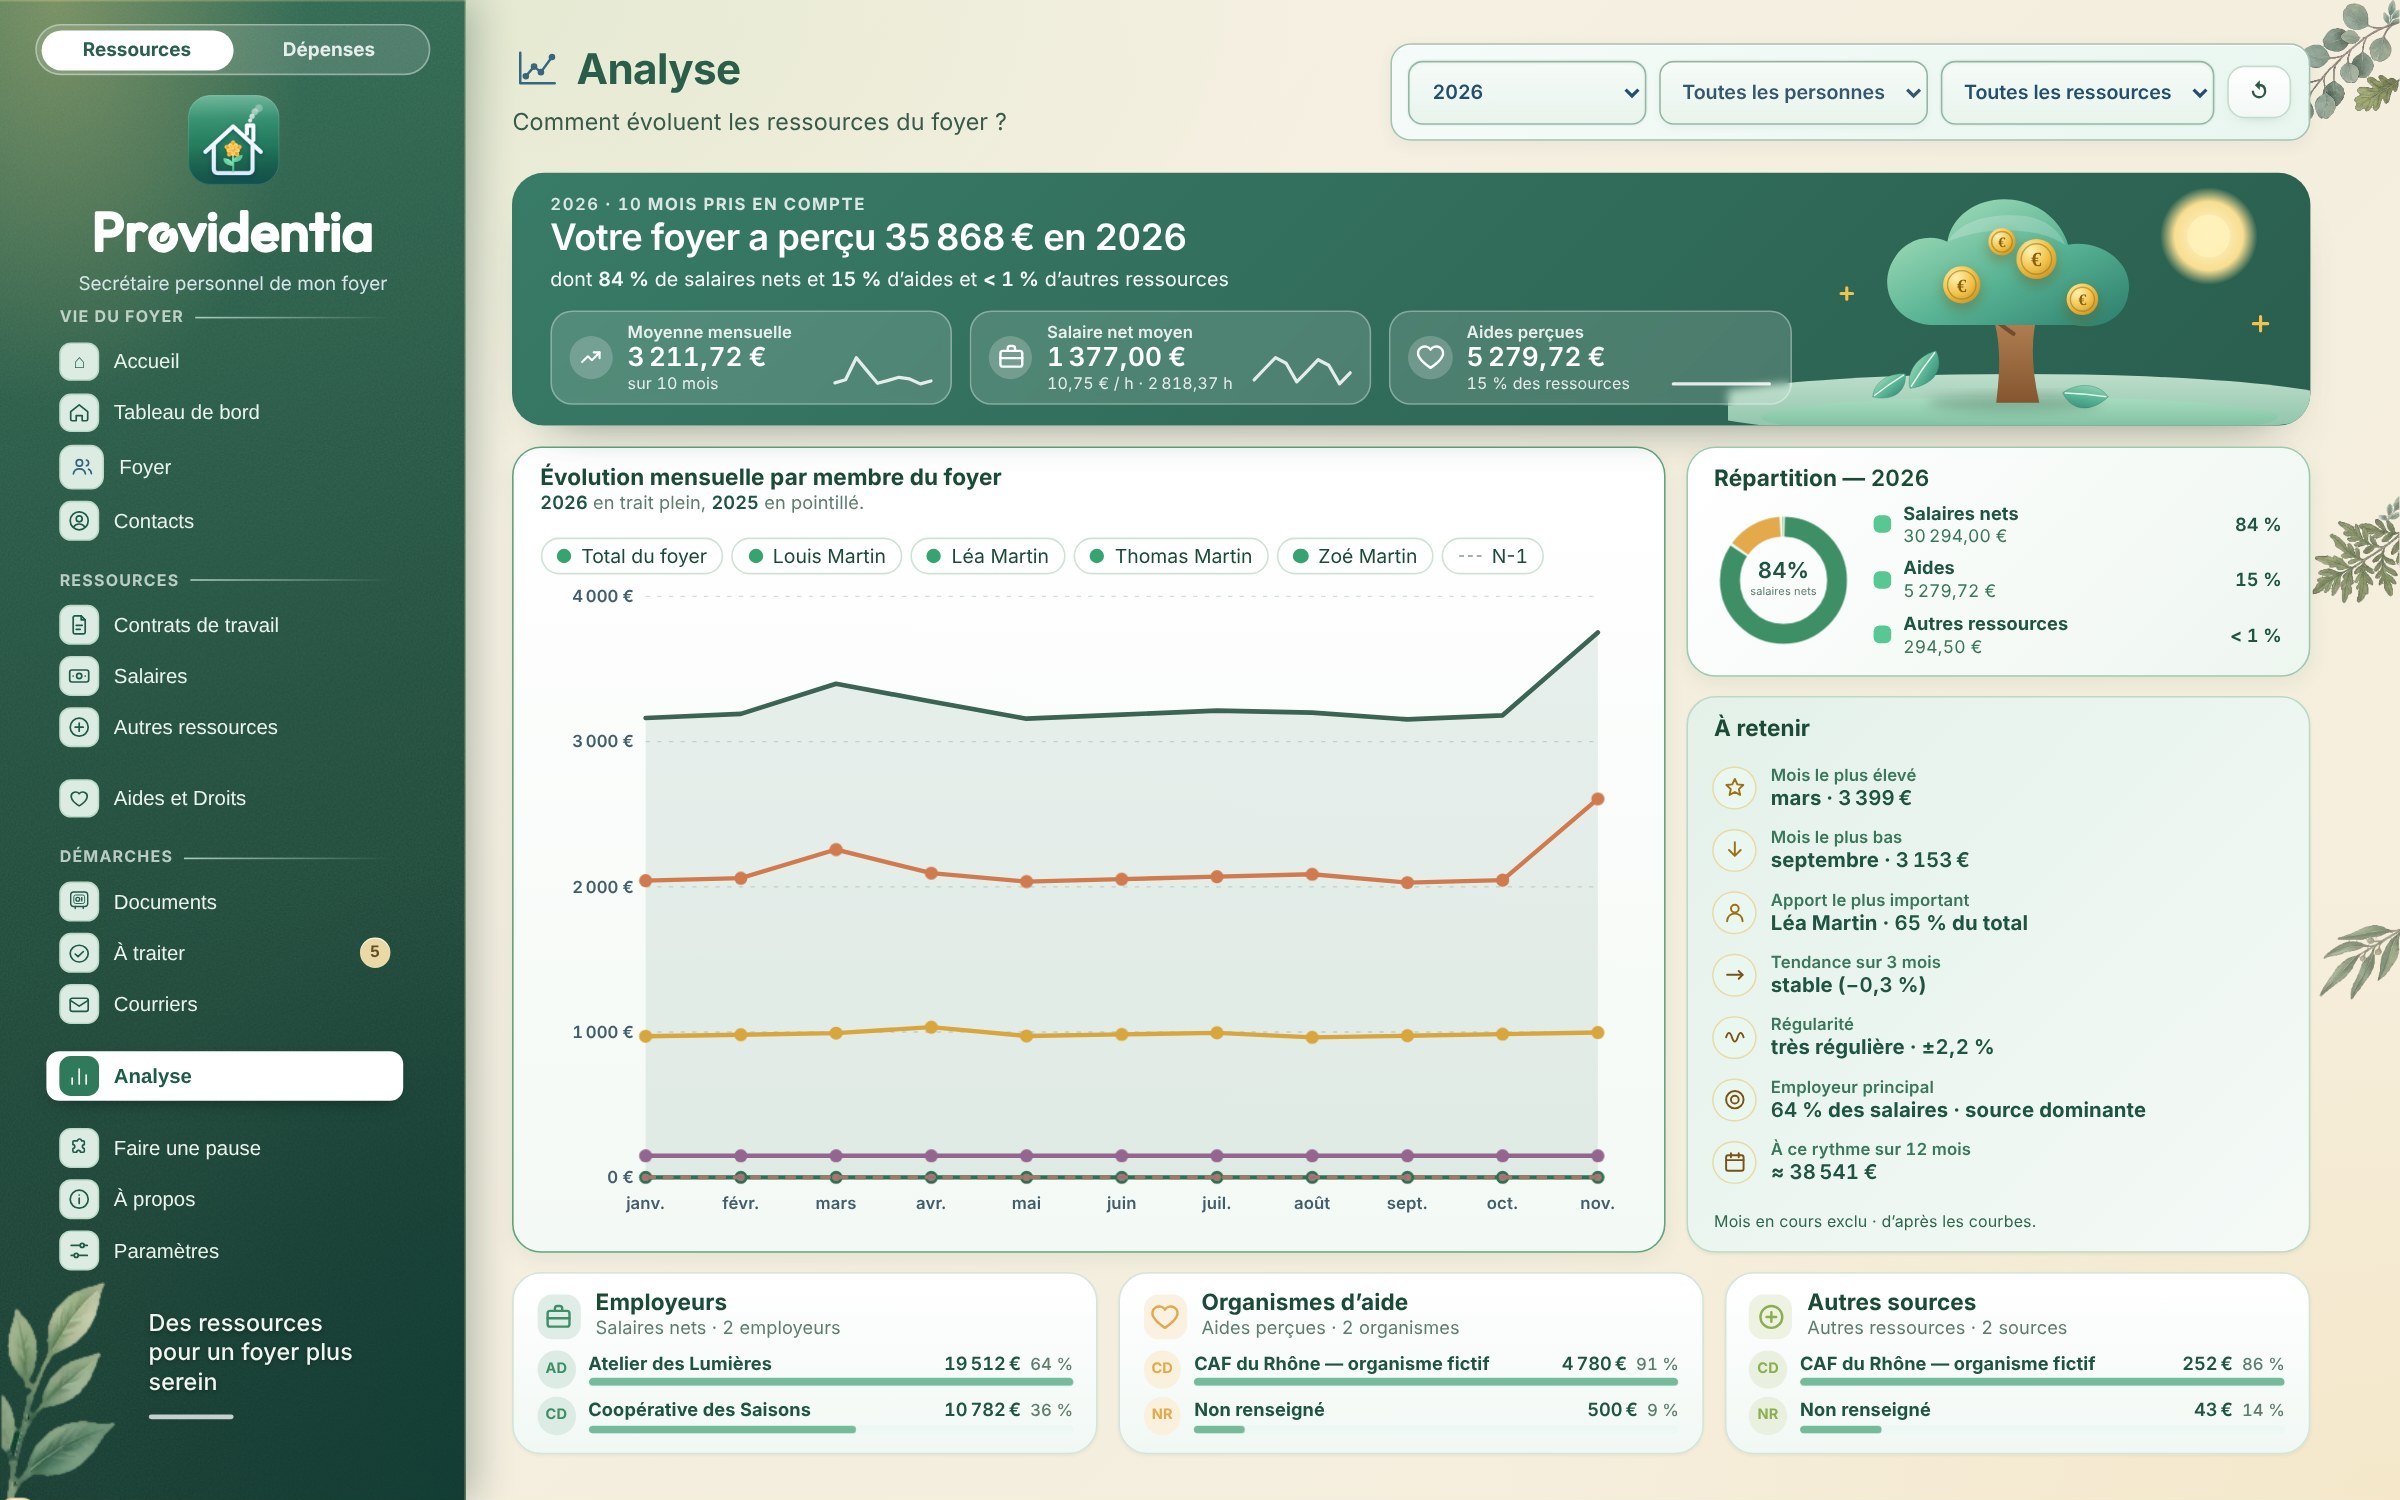 Ressources
Dépenses
Providentia
Secrétaire personnel de mon foyer
VIE DU FOYER
Accueil
Tableau de bord
Foyer
Contacts
RESSOURCES
Contrats de travail
Salaires
Autres ressources
Aides et Droits
DÉMARCHES
Documents
À traiter
5
Courriers
Analyse
Faire une pause
À propos
Paramètres
Des ressources
pour un foyer plus
serein
Analyse
Comment évoluent les ressources du foyer ?
2026
Toutes les personnes
Toutes les ressources
2026 · 10 MOIS PRIS EN COMPTE
Votre foyer a perçu 35 868 € en 2026
dont 84 % de salaires nets et 15 % d’aides et < 1 % d’autres ressources
Moyenne mensuelle
3 211,72 €
sur 10 mois
Salaire net moyen
1 377,00 €
10,75 € / h · 2 818,37 h
Aides perçues
5 279,72 €
15 % des ressources
€
€
€
€
Évolution mensuelle par membre du foyer
2026 en trait plein, 2025 en pointillé.
Total du foyer
Louis Martin
Léa Martin
Thomas Martin
Zoé Martin
N-1
4 000 €
3 000 €
2 000 €
1 000 €
0 €
janv. févr. mars avr. mai juin juil. août sept. oct. nov.
Répartition — 2026
84%
salaires nets
Salaires nets
30 294,00 €
84 %
Aides
5 279,72 €
15 %
Autres ressources
294,50 €
< 1 %
À retenir
Mois le plus élevé
mars · 3 399 €
Mois le plus bas
septembre · 3 153 €
Apport le plus important
Léa Martin · 65 % du total
Tendance sur 3 mois
stable (−0,3 %)
Régularité
très régulière · ±2,2 %
Employeur principal
64 % des salaires · source dominante
À ce rythme sur 12 mois
≈ 38 541 €
Mois en cours exclu · d’après les courbes.
Employeurs
Salaires nets · 2 employeurs
AD Atelier des Lumières 19 512 € 64 %
CD Coopérative des Saisons 10 782 € 36 %
Organismes d’aide
Aides perçues · 2 organismes
CD CAF du Rhône — organisme fictif 4 780 € 91 %
NR Non renseigné 500 € 9 %
Autres sources
Autres ressources · 2 sources
CD CAF du Rhône — organisme fictif 252 € 86 %
NR Non renseigné 43 € 14 %